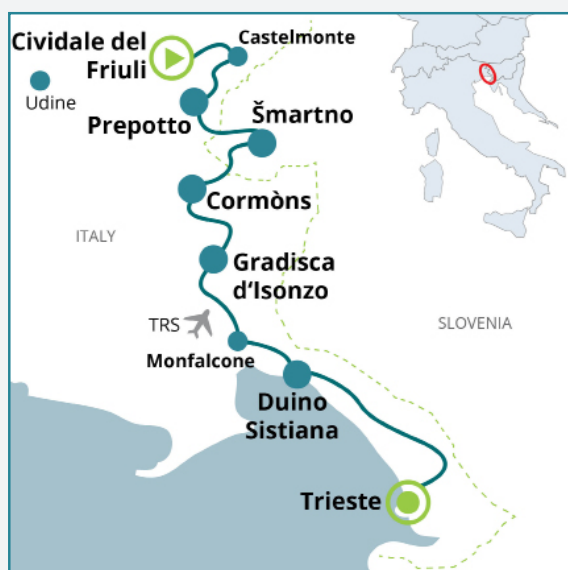 Cividale del
Friuli
Castelmonte
Udine
Prepotto
Šmartno
Cormòns
ITALY
Gradisca
d‘Isonzo
TRS
SLOVENIA
Monfalcone
Duino
Sistiana
Trieste